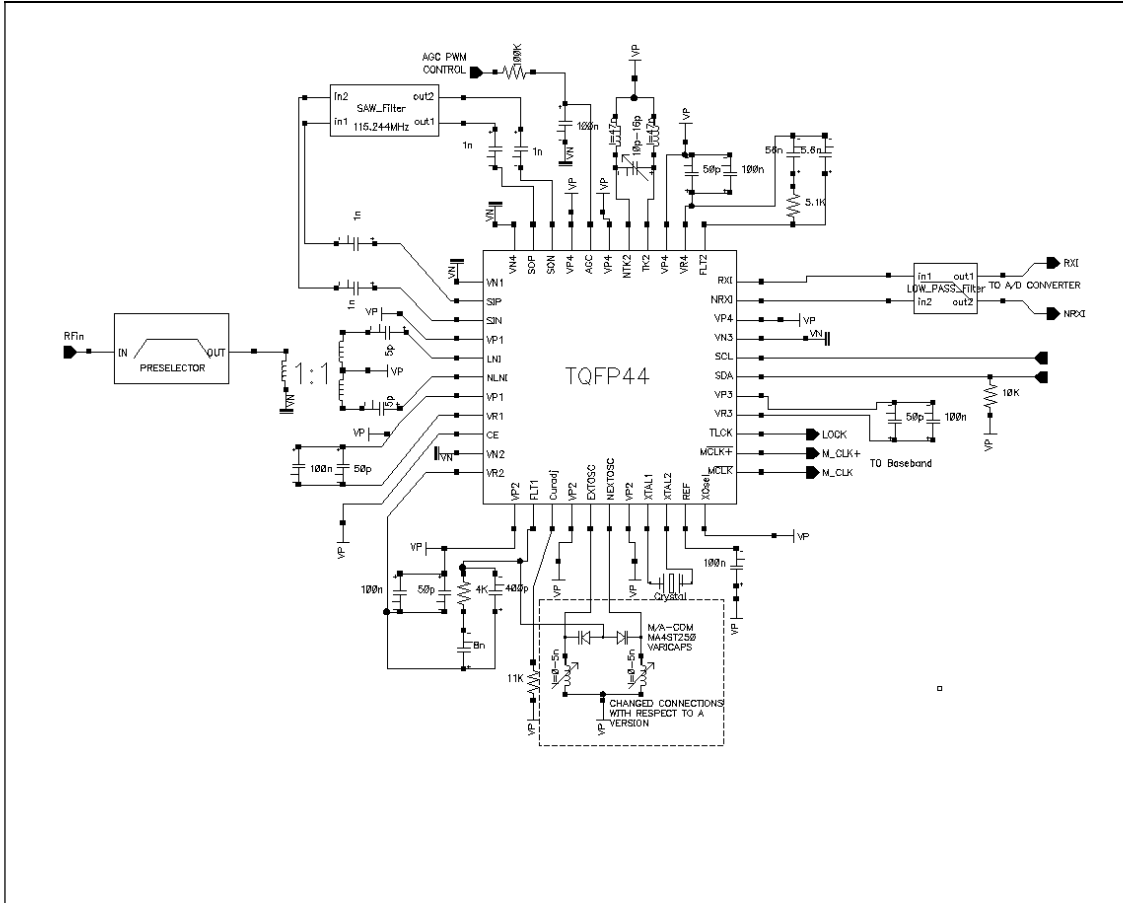 AGC PWM
CONTROL
100K
VP
in2
out2
SAW_Filter
in1
out1
115.244MHz
1n
1n
100n
VN
l=47n
10p-16p
l=47n
VP
50p
100n
56n
5.6n
5.1K
VN
VP
VP
1n
1n
VN
VN4
SOP
SON
VP4
AGC
VP4
NTK2
TK2
VP4
VR4
FLT2
VN1
SIP
SIN
VP1
LNI
NLNI
VP1
VR1
CE
VN2
VR2
TQFP44
RXI
NRXI
VP4
VN3
SCL
SDA
VP3
VR3
TLCK
MCLK+
MCLK
in1
out1
LOW_PASS_Filter
in2
out2
RXI
TO A/D CONVERTER
NRXI
VP
VN
10K
VP
50p
100n
LOCK
M_CLK+
M_CLK
TO Baseband
RFin
IN
OUT
PRESELECTOR
VN
1:1
5p
VP
5p
VP
VP
VN
100n
50p
VP
VP2
FLT1
Curadj
VP2
EXTOSC
NEXTOSC
VP2
XTAL1
XTAL2
REF
XOsel
VP
VP
100n
50p
4K
400p
8n
VP
VP
Crystal
100n
VP
11K
VP
M/A-COM
MA4ST250
VARICAPS
l=0-5n
l=0-5n
VP
CHANGED CONNECTIONS
WITH RESPECT TO A
VERSION